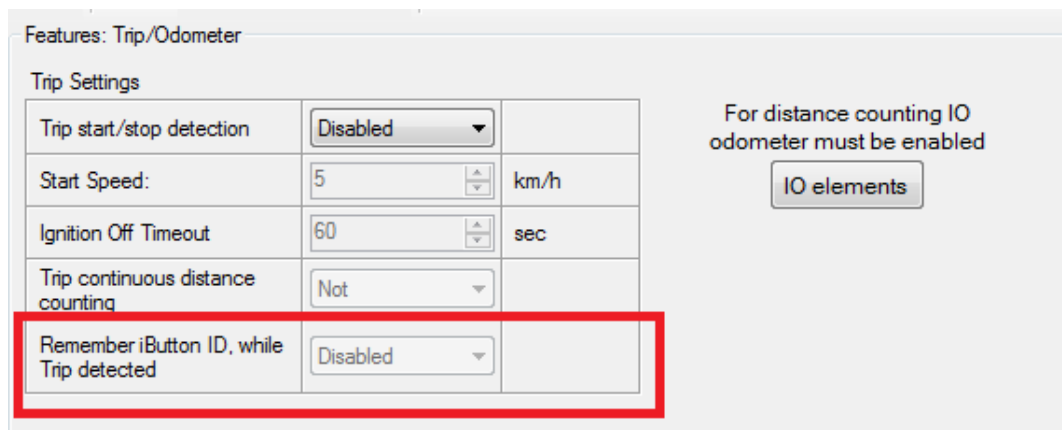 Features: Trip/Odometer
Trip Settings
Trip start/stop detection
Disabled
Start Speed:
5
km/h
Ignition Off Timeout
60
sec
Trip continuous distance
counting
Not
Remember iButton ID, while
Trip detected
Disabled
For distance counting IO
odometer must be enabled
IO elements